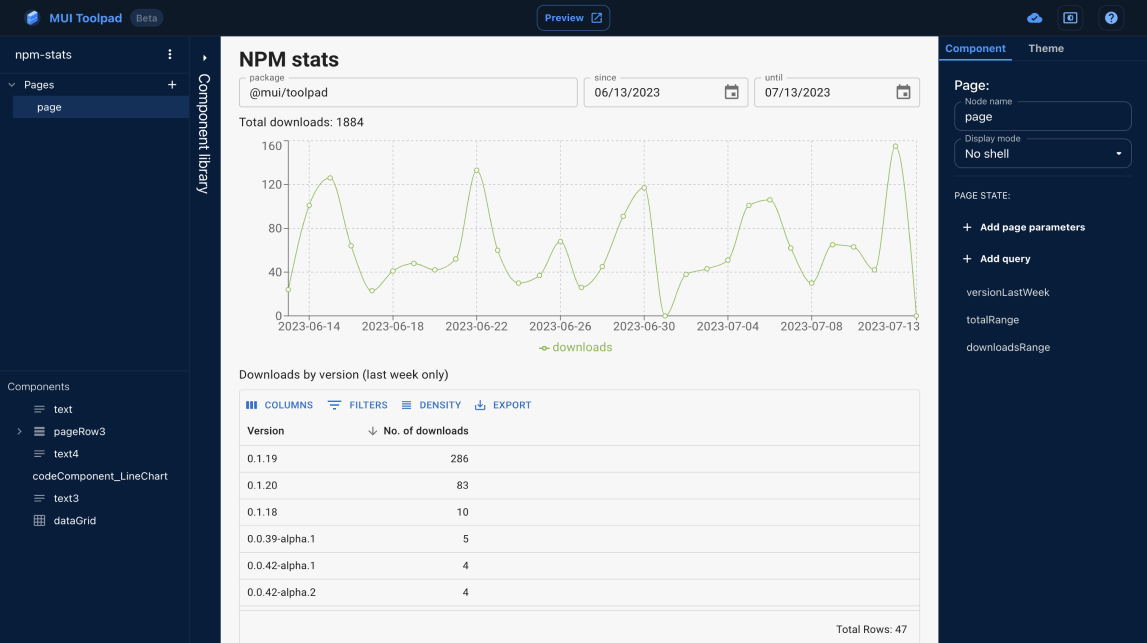 MUI Toolpad Beta
Preview
npm-stats
Pages
page
Components
text
pageRow3
text4
codeComponent_LineChart
text3
dataGrid
Component library
NPM stats
package
@mui/toolpad
since
06/13/2023
until
07/13/2023
Total downloads: 1884
160
120
80
40
0
2023-06-14 2023-06-18 2023-06-22 2023-06-26 2023-06-30 2023-07-04 2023-07-08 2023-07-13
downloads
Downloads by version (last week only)
COLUMNS FILTERS DENSITY EXPORT
Version No. of downloads
0.1.19 286
0.1.20 83
0.1.18 10
0.0.39-alpha.1 5
0.0.42-alpha.1 4
0.0.42-alpha.2 4
Total Rows: 47
Component Theme
Page:
Node name
page
Display mode
No shell
PAGE STATE:
+ Add page parameters
+ Add query
versionLastWeek
totalRange
downloadsRange